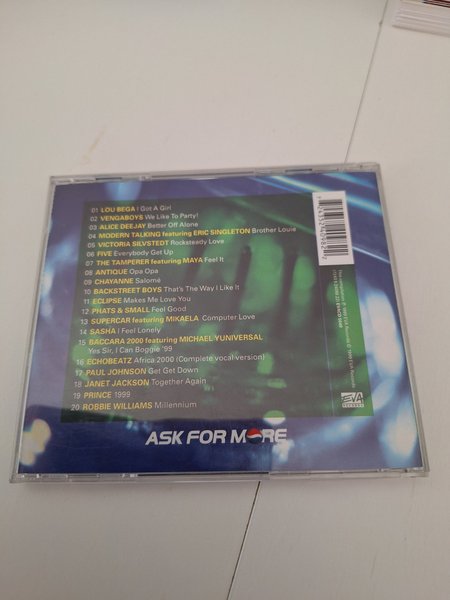 01 LOU BEGA I Got A Girl
02 VENGABOYS We Like To Party!
03 ALICE DEEJAY Better Off Alone
04 MODERN TALKING featuring ERIC SINGLETON Brother Louie
05 VICTORIA SILVSTEDT Rocksteady Love
06 FIVE Everybody Get Up
07 THE TAMPERER featuring MAYA Feel It
08 ANTIQUE Opa Opa
09 CHAYANNE Salomé
10 BACKSTREET BOYS That's The Way I Like It
11 ECLIPSE Makes Me Love You
12 PHATS & SMALL Feel Good
13 SUPERCAR featuring MIKAELA Computer Love
14 SASHA I Feel Lonely
15 BACCARA 2000 featuring MICHAEL YUNIVERSAL
Yes Sir, I Can Boogie '99
16 ECHOBEATZ Africa 2000 (Complete vocal version)
17 PAUL JOHNSON Get Get Down
18 JANET JACKSON Together Again
19 PRINCE 1999
20 ROBBIE WILLIAMS Millennium
EVA
RECORDS
ASK FOR MORE